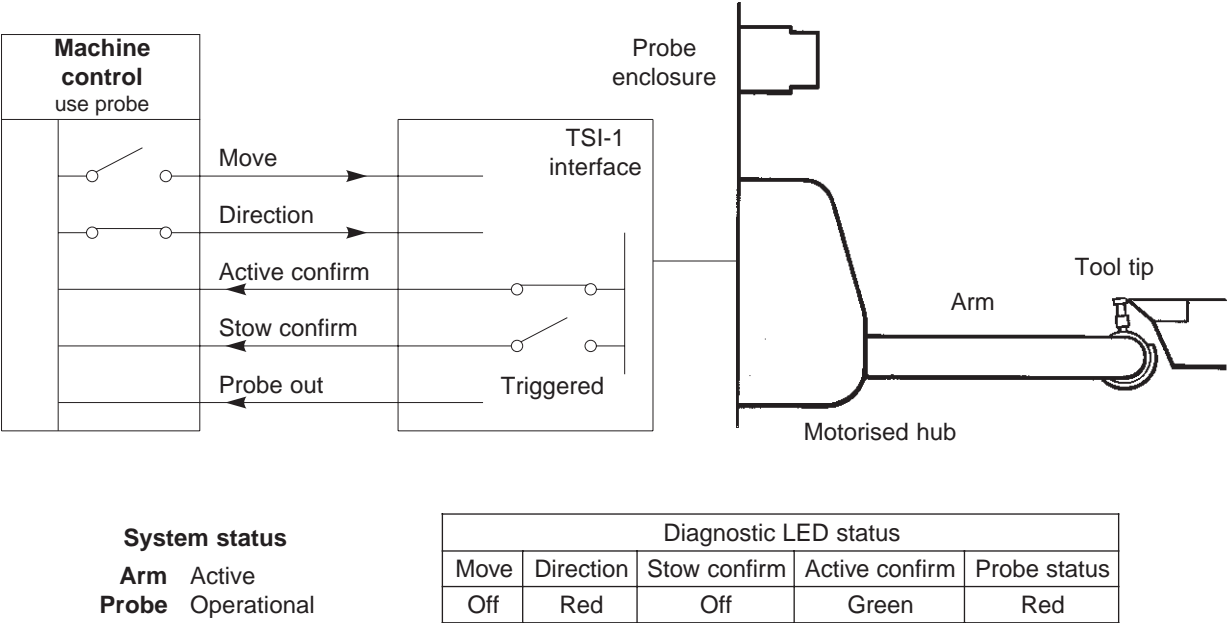 Machine
control
use probe
Probe
enclosure
TSI-1
interface
Move
Direction
Active confirm
Stow confirm
Probe out
Triggered
Tool tip
Arm
Motorised hub
System status
Arm Active
Probe Operational
Diagnostic LED status
Move Direction Stow confirm Active confirm Probe status
Off Red Off Green Red